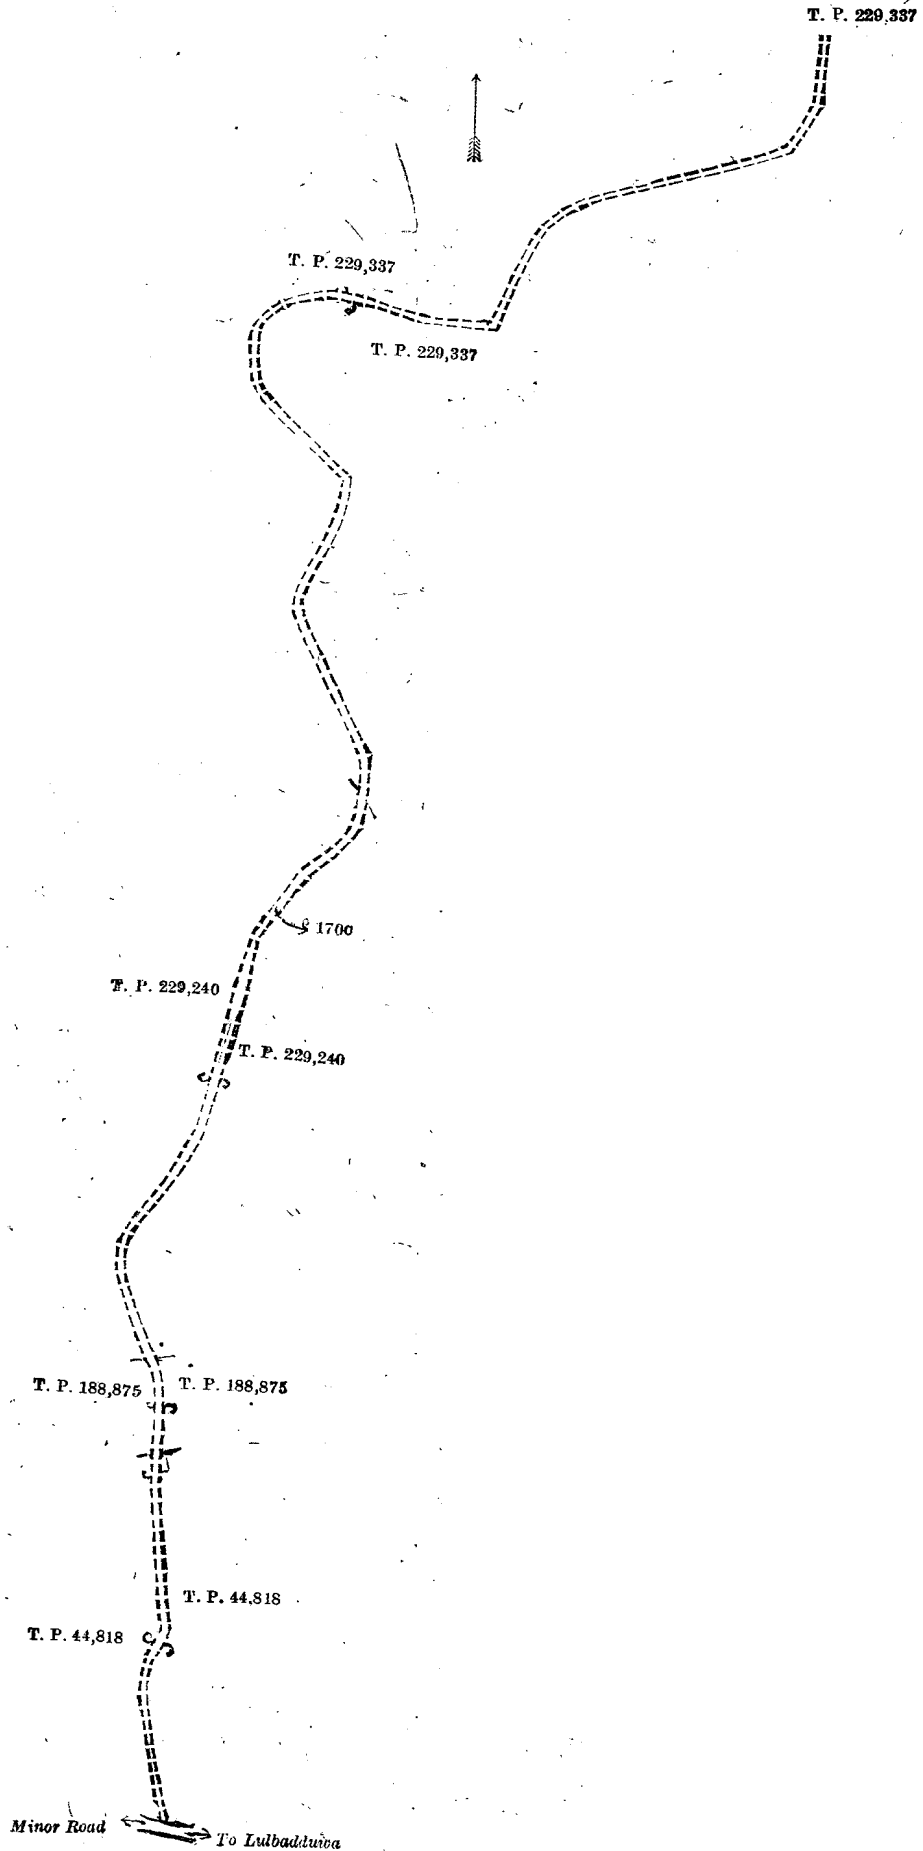 T. P. 229,337
T. P. 229,337
T. P. 229,337
1700
T. P. 229,240
T. P. 229,240
T. P. 188,875 T. P. 188,875
T. P. 44,818
T. P. 44,818
Minor Road
To Lulbadduwa